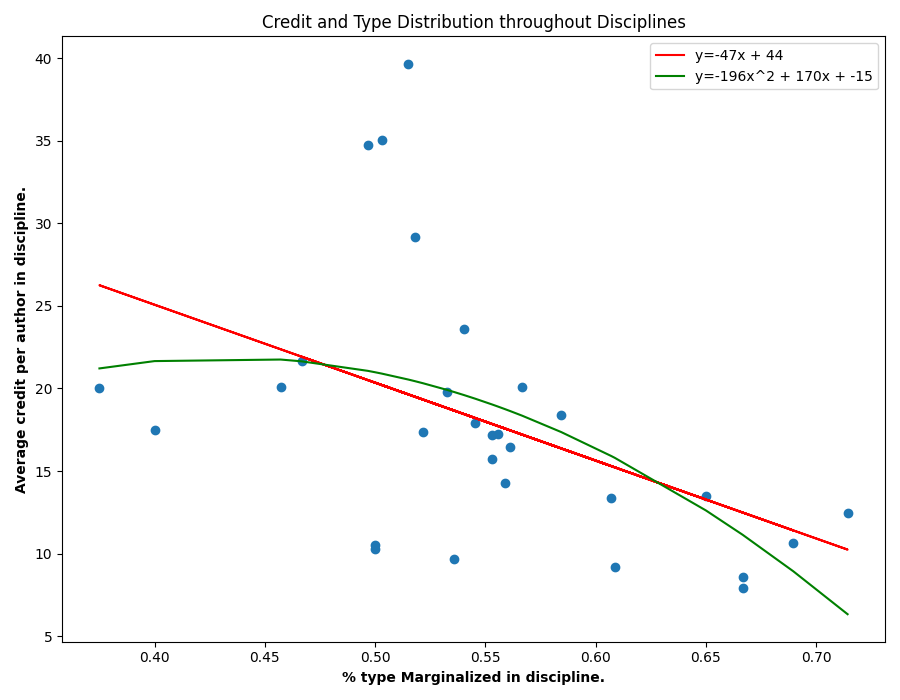 Credit and Type Distribution throughout Disciplines
y=-47x + 44
y=-196x^2 + 170x + -15
Average credit per author in discipline.
40
35
30
25
20
15
10
5
0.40 0.45 0.50 0.55 0.60 0.65 0.70
% type Marginalized in discipline.